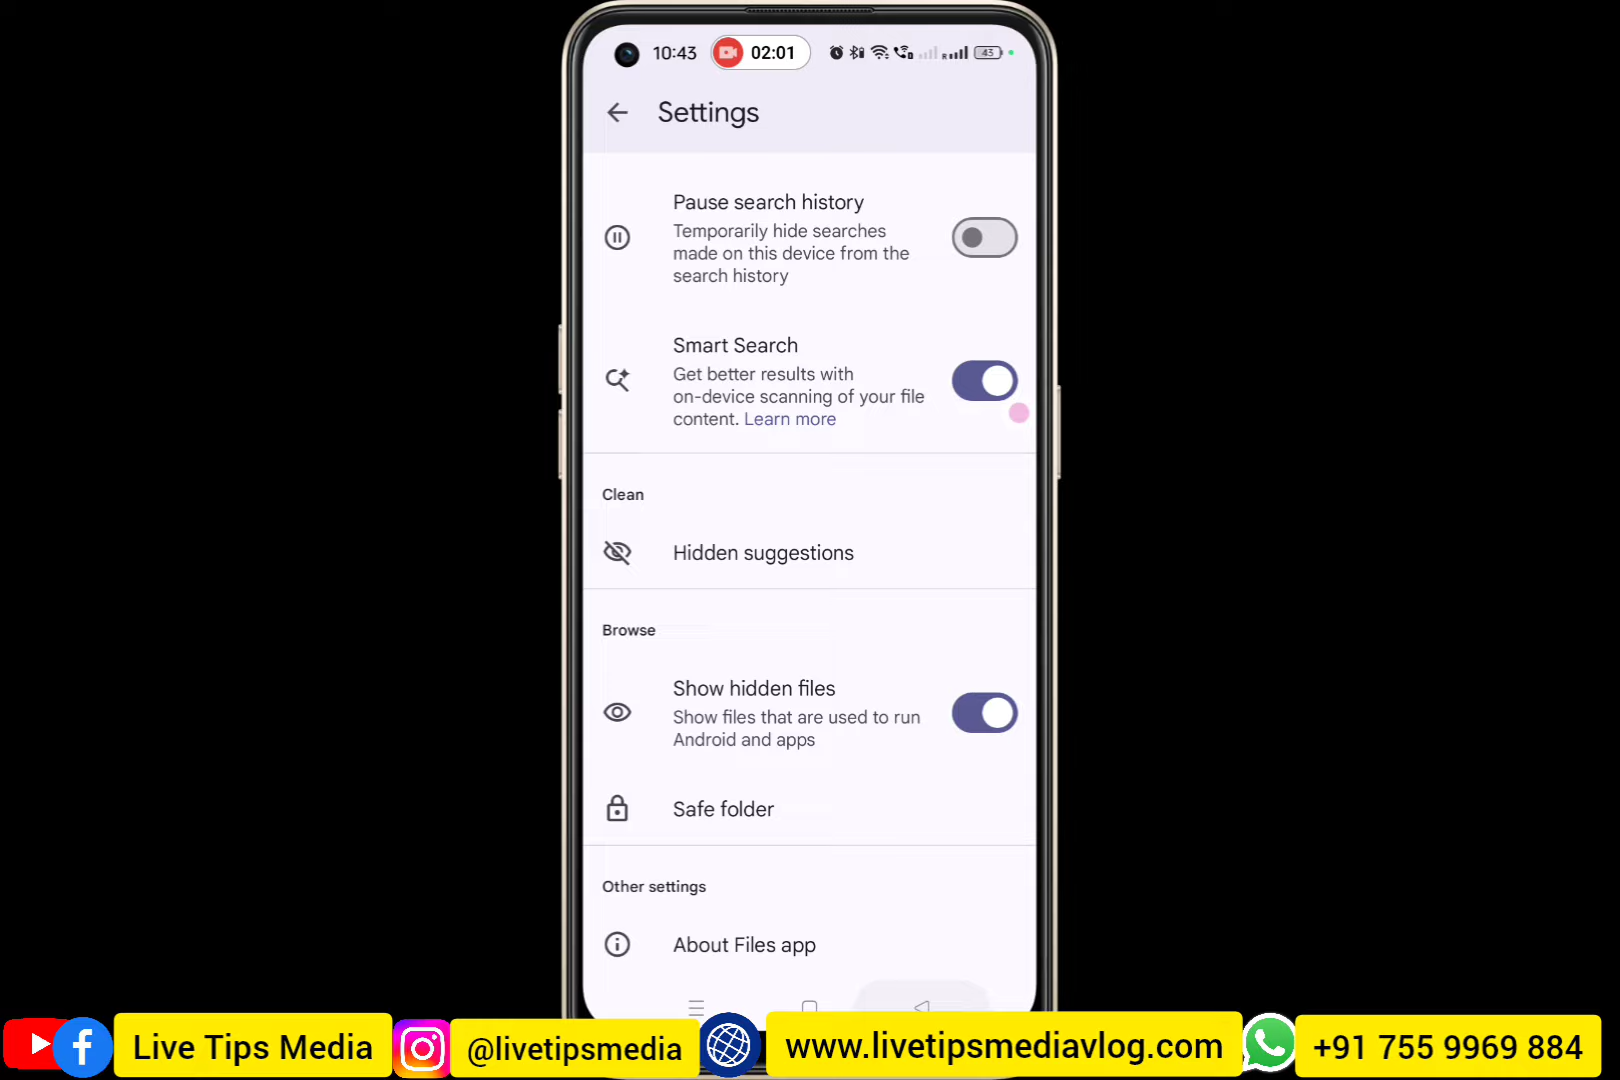 10:43
02:01
43
Settings
Pause search history
Temporarily hide searches
made on this device from the
search history
Smart Search
Get better results with
on-device scanning of your file
content. Learn more
Clean
Hidden suggestions
Browse
Show hidden files
Show files that are used to run
Android and apps
Safe folder
Other settings
About Files app
Live Tips Media
@livetipsmedia
www.livetipsmediavlog.com
+91 755 9969 884